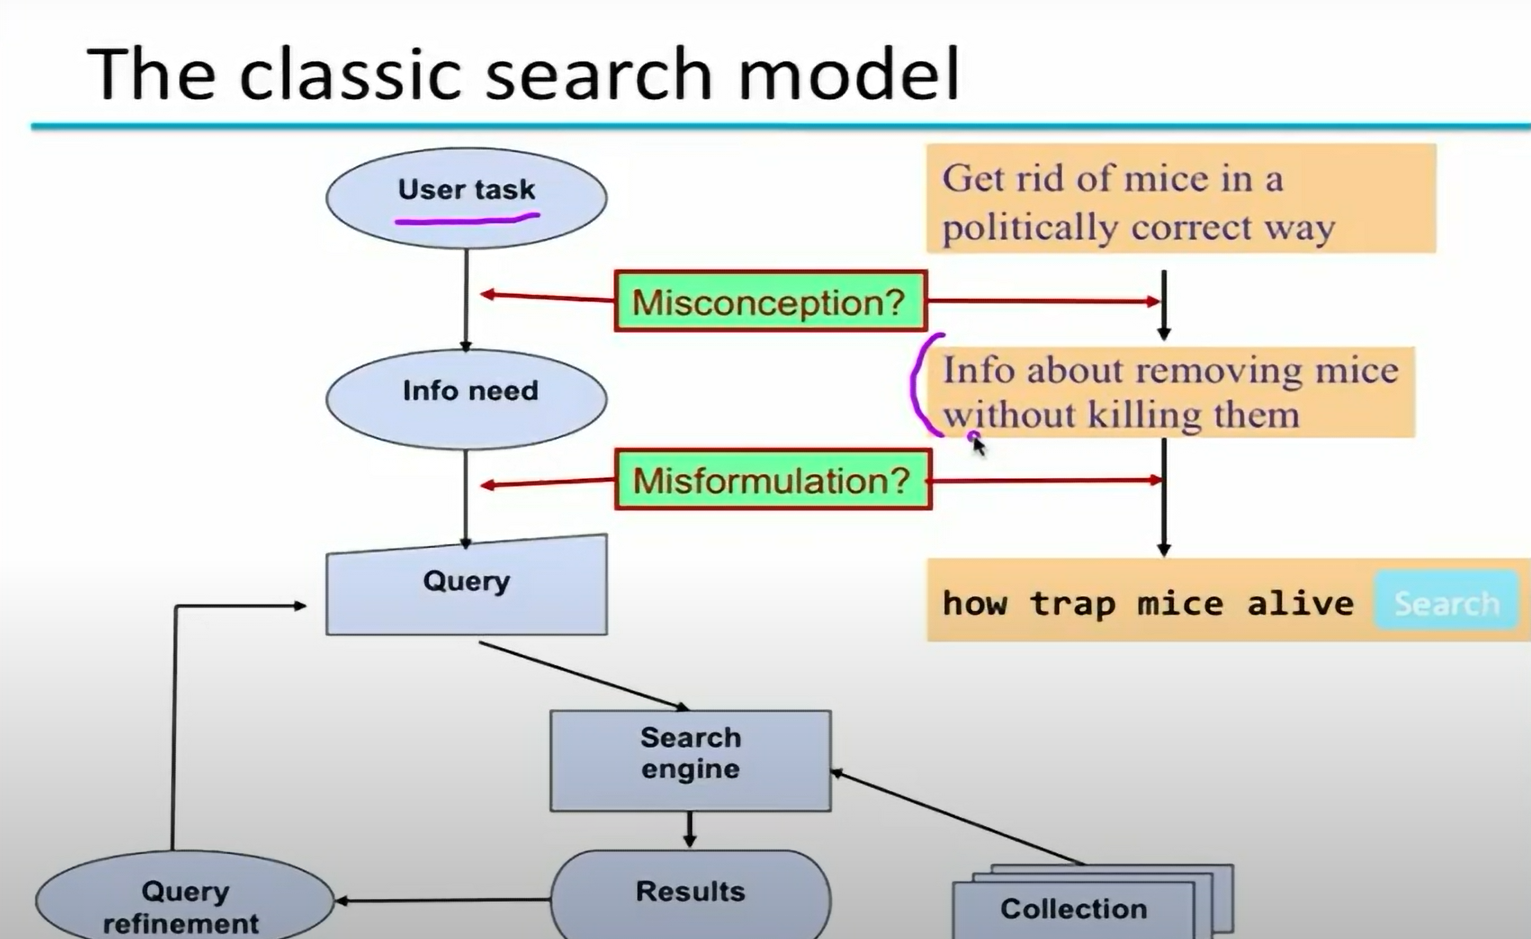 The classic search model
User task
Get rid of mice in a
politically correct way
Misconception?
Info need
Info about removing mice
without killing them
Misformulation?
Query
how trap mice alive
Search
Search
engine
Query
refinement
Results
Collection